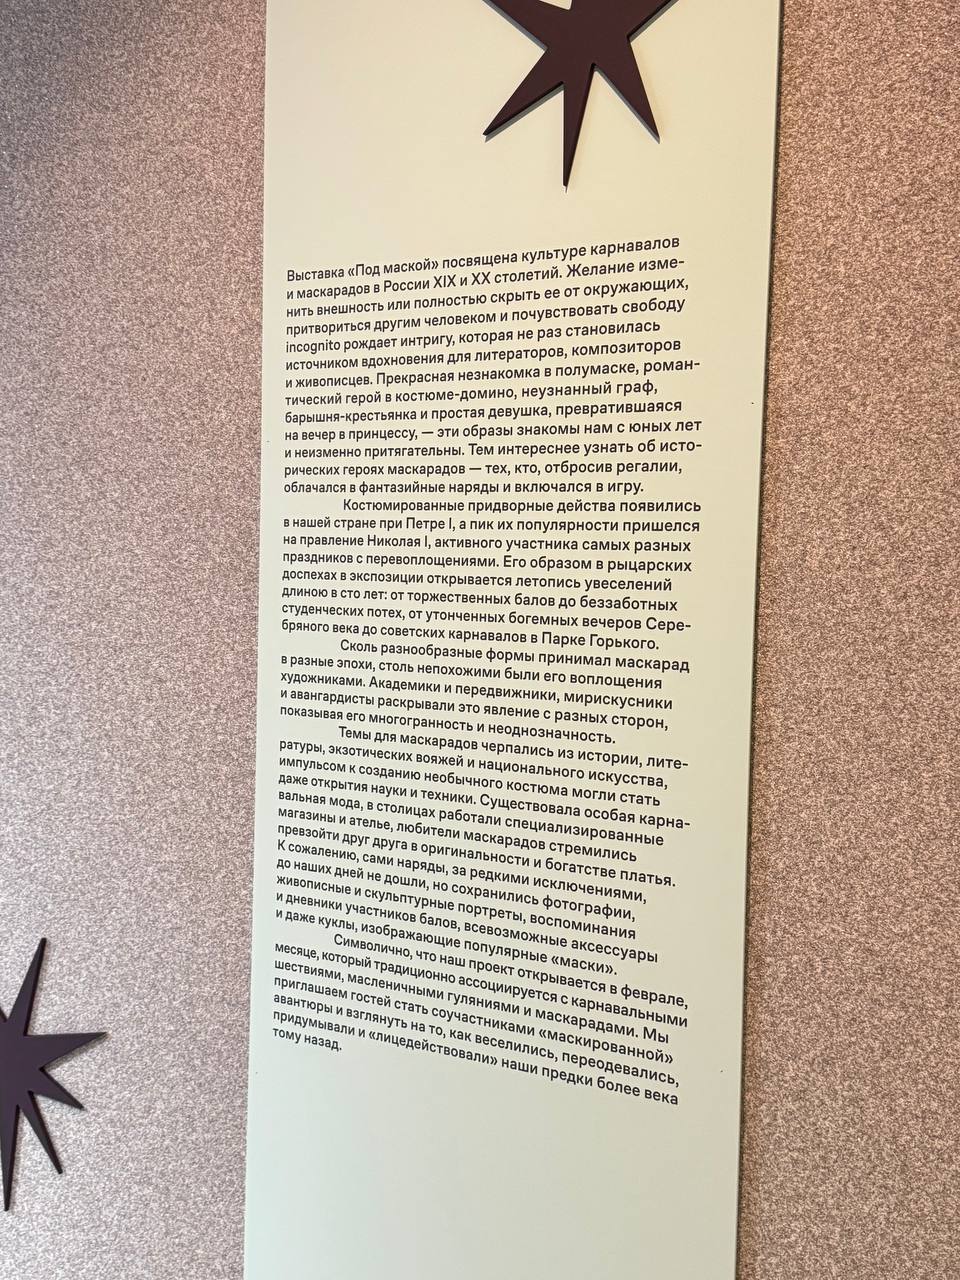 Выставка «Под маской» посвящена культуре карнавалов
и маскарадов в России XIX и XX столетий. Желание изме-
нить внешность или полностью скрыть ее от окружающих,
притвориться другим человеком и почувствовать свободу
incognito рождает интригу, которая не раз становилась
источником вдохновения для литераторов, композиторов
и живописцев. Прекрасная незнакомка в полумаске, роман-
тический герой в костюме-домино, неузнанный граф,
барышня-крестьянка и простая девушка, превратившаяся
на вечер в принцессу, — эти образы знакомы нам с юных лет
и неизменно притягательны. Тем интереснее узнать об исто-
рических героях маскарадов — тех, кто, отбросив регалии,
облачался в фантазийные наряды и включался в игру.
Костюмированные придворные действа появились
в нашей стране при Петре I, а пик их популярности пришелся
на правление Николая I, активного участника самых разных
праздников с перевоплощениями. Его образом в рыцарских
доспехах в экспозиции открывается летопись увеселений
длиною в сто лет: от торжественных балов до беззаботных
студенческих потех, от утонченных богемных вечеров Сере-
бряного века до советских карнавалов в Парке Горького.
Сколь разнообразные формы принимал маскарад
в разные эпохи, столь непохожими были его воплощения
художниками. Академики и передвижники, мирискусники
и авангардисты раскрывали это явление с разных сторон,
показывая его многогранность и неоднозначность.
Темы для маскарадов черпались из истории, лите-
ратуры, экзотических вояжей и национального искусства,
импульсом к созданию необычного костюма могли стать
даже открытия науки и техники. Существовала особая карна-
вальная мода, в столицах работали специализированные
магазины и ателье, любители маскарадов стремились
превзойти друг друга в оригинальности и богатстве платья.
К сожалению, сами наряды, за редкими исключениями,
до наших дней не дошли, но сохранились фотографии,
живописные и скульптурные портреты, воспоминания
и дневники участников балов, всевозможные аксессуары
и даже куклы, изображающие популярные «маски».
Символично, что наш проект открывается в феврале,
месяце, который традиционно ассоциируется с карнавальными
шествиями, масленичными гуляниями и маскарадами. Мы
приглашаем гостей стать соучастниками «маскированной»
авантюры и взглянуть на то, как веселились, переодевались,
придумывали и «лицедействовали» наши предки более века
тому назад.